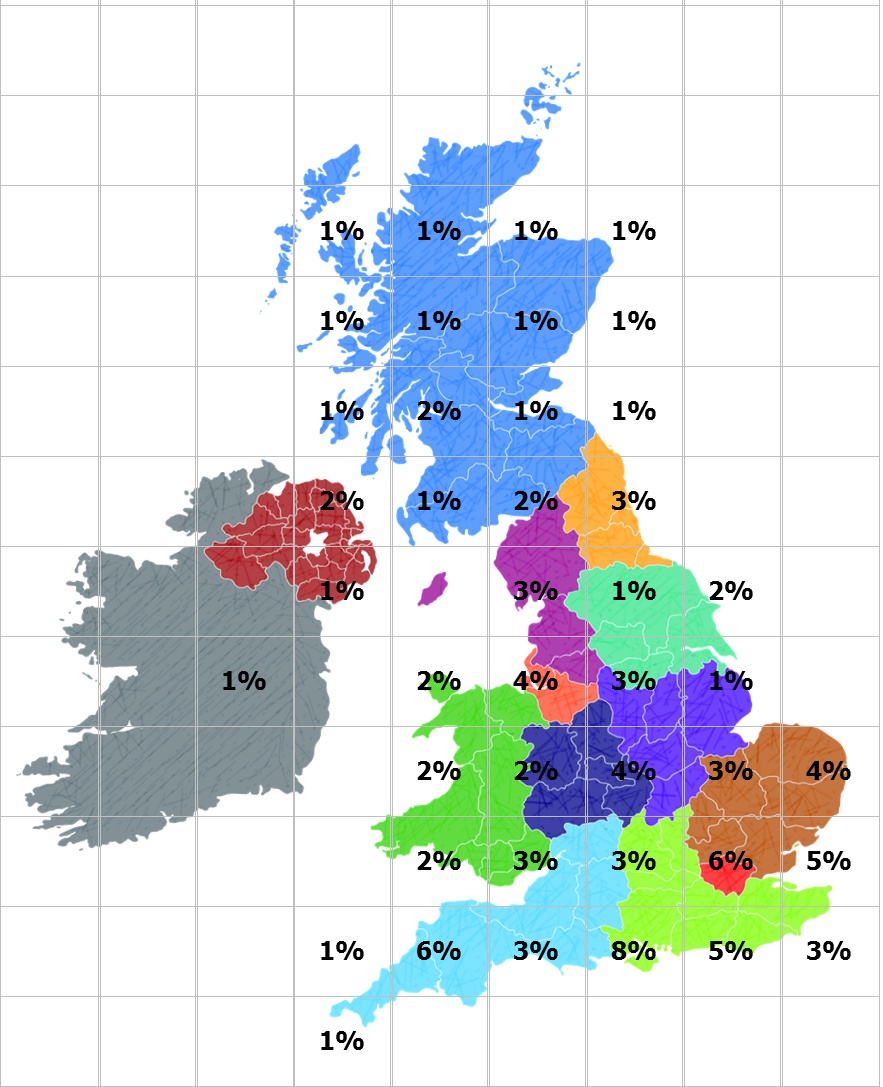 1% 1% 1% 1%
1% 1% 1% 1%
1% 2% 1% 1%
2% 1% 2% 3%
1% 3% 1% 2%
1% 2% 4% 3% 1%
2% 2% 4% 3% 4%
2% 3% 3% 6% 5%
1% 6% 3% 8% 5% 3%
1%